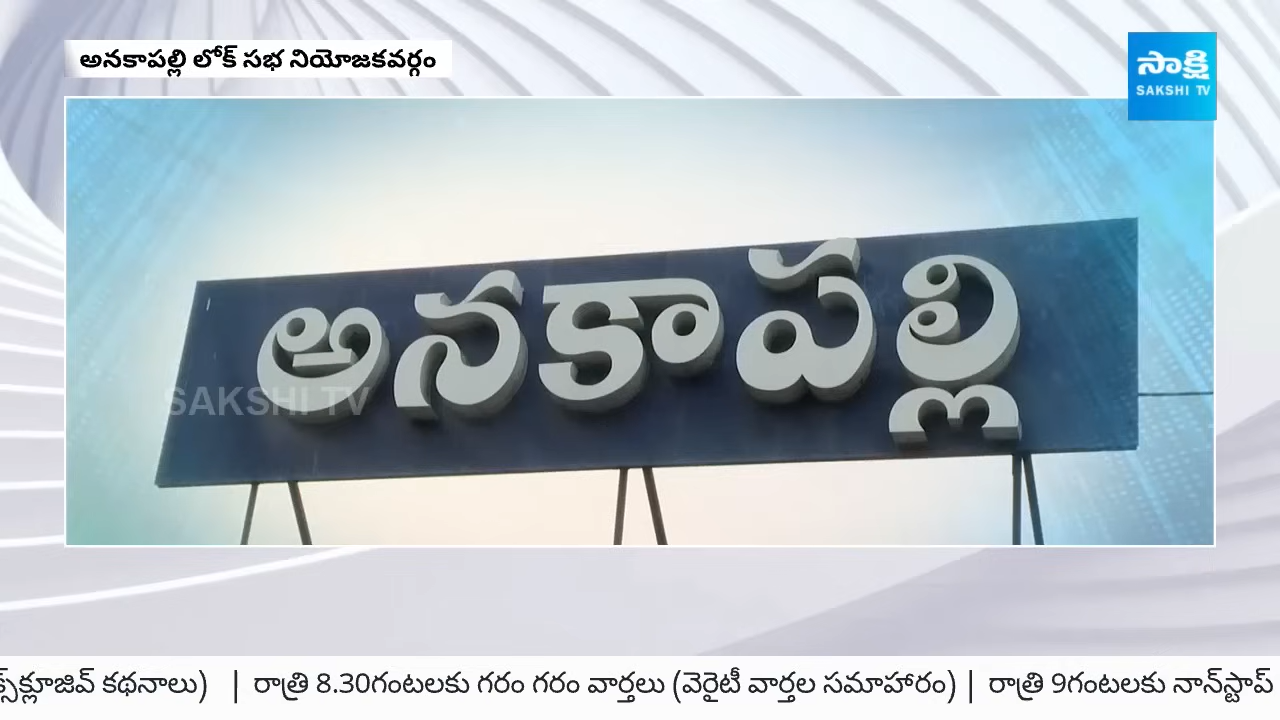 అనకాపల్లి లోక్ సభ నియోజకవర్గం
సాక్షి
SAKSHI TV
అనకాపల్లి
SAKSHI TV
క్స్‌క్లూజివ్ కథనాలు) | రాత్రి 8.30గంటలకు గరం గరం వార్తలు (వెరైటీ వార్తల సమాహారం) | రాత్రి 9గంటలకు నాన్‌స్టాప్